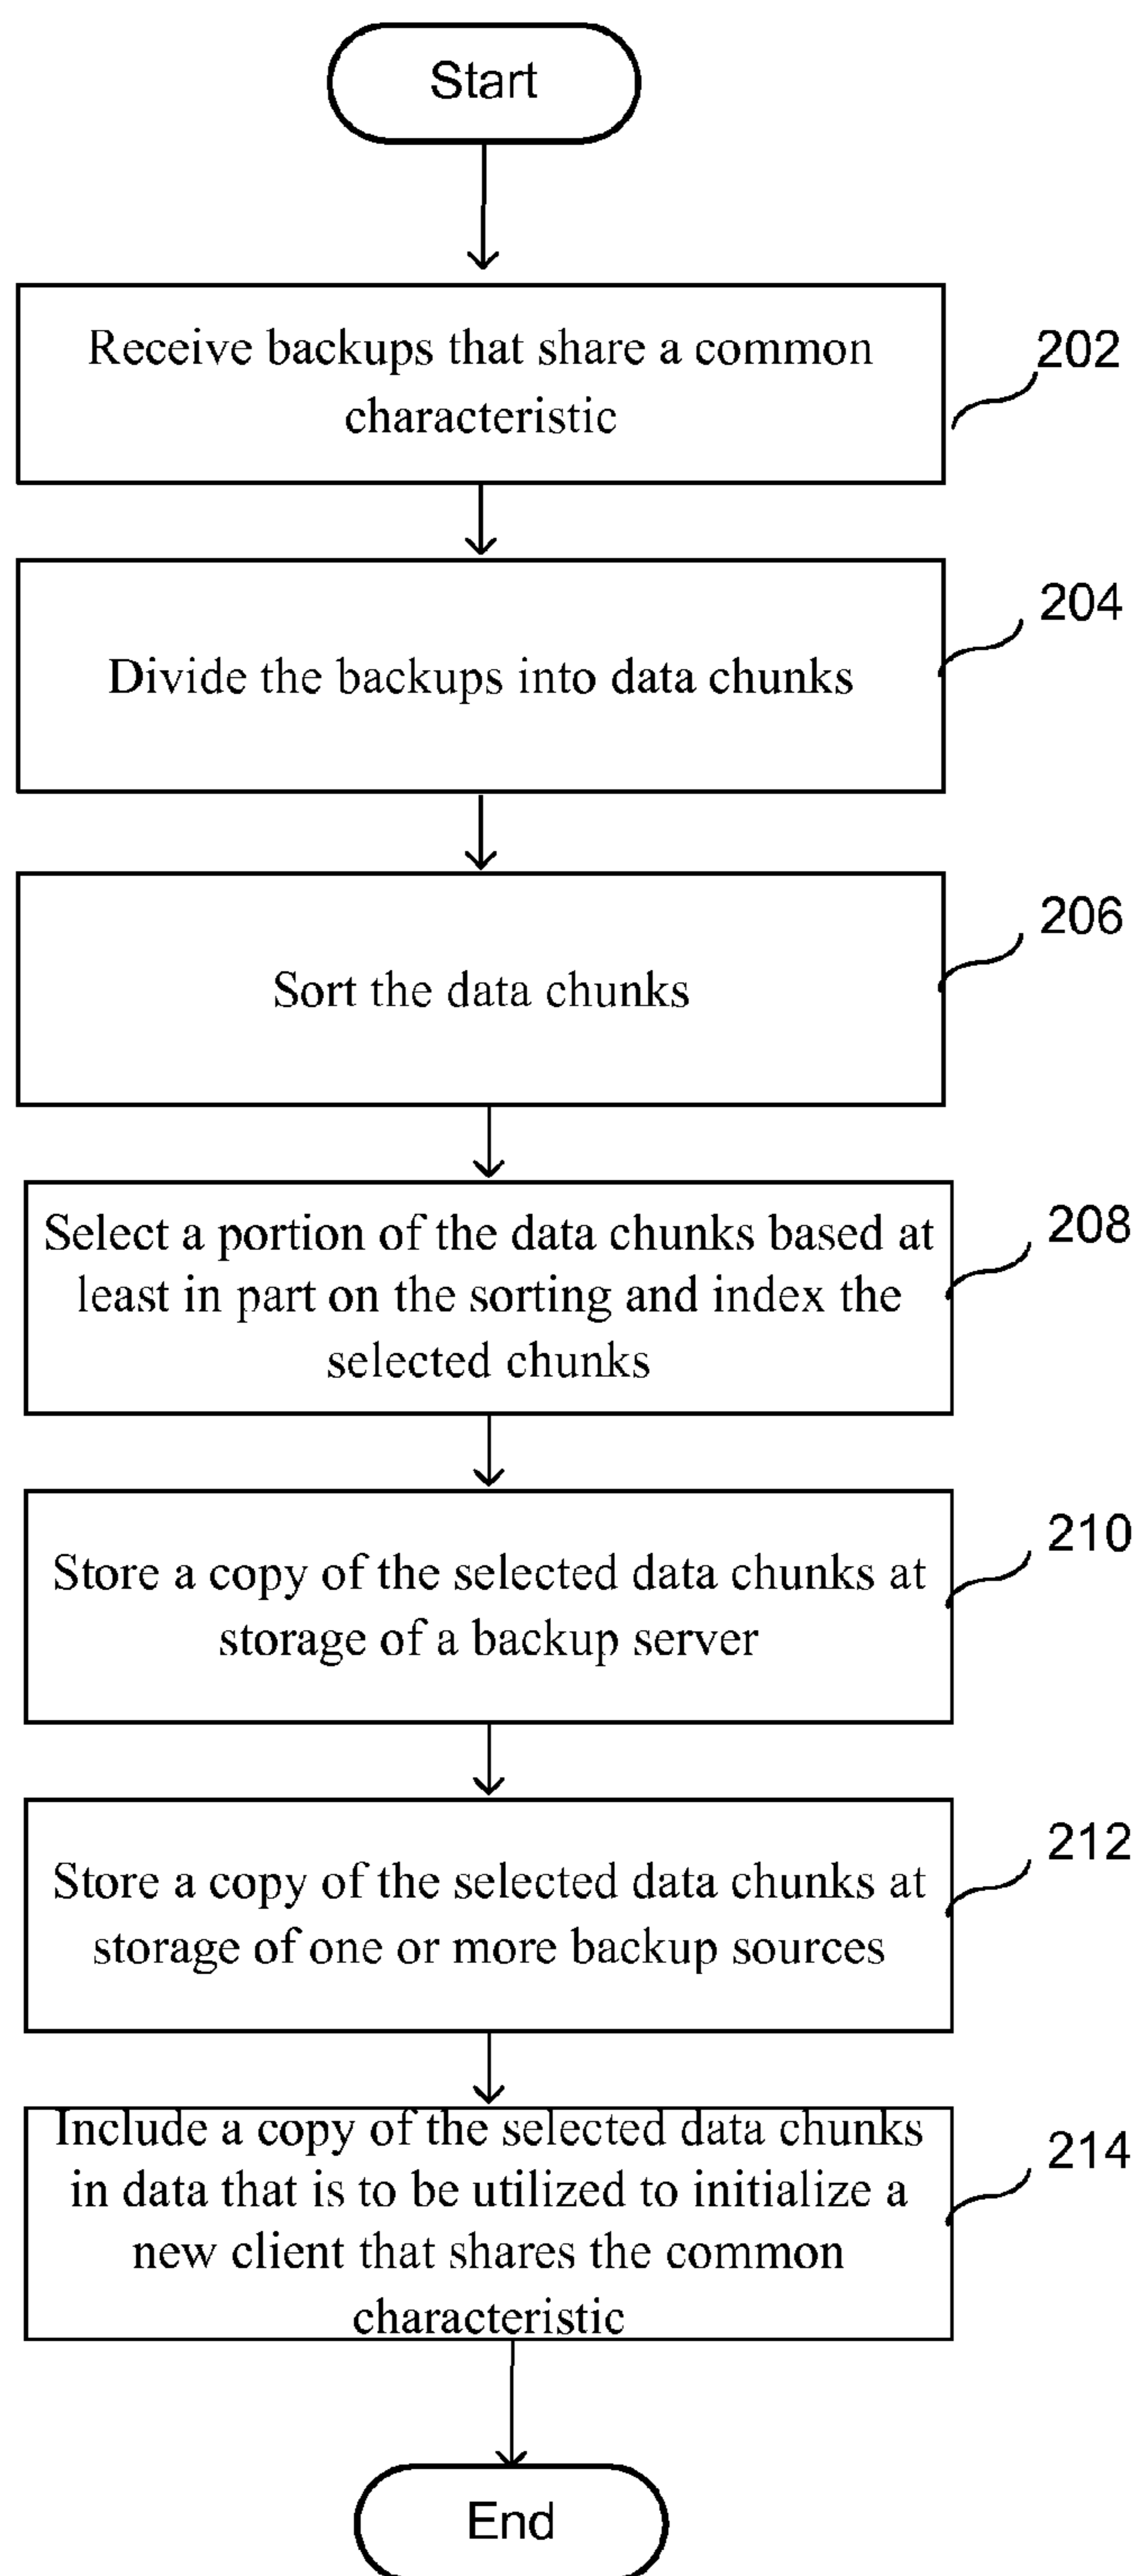 Start
Receive backups that share a common
characteristic
202
Divide the backups into data chunks
204
Sort the data chunks
206
Select a portion of the data chunks based at
least in part on the sorting and index the
selected chunks
208
Store a copy of the selected data chunks at
storage of a backup server
210
Store a copy of the selected data chunks at
storage of one or more backup sources
212
Include a copy of the selected data chunks
in data that is to be utilized to initialize a
new client that shares the common
characteristic
214
End